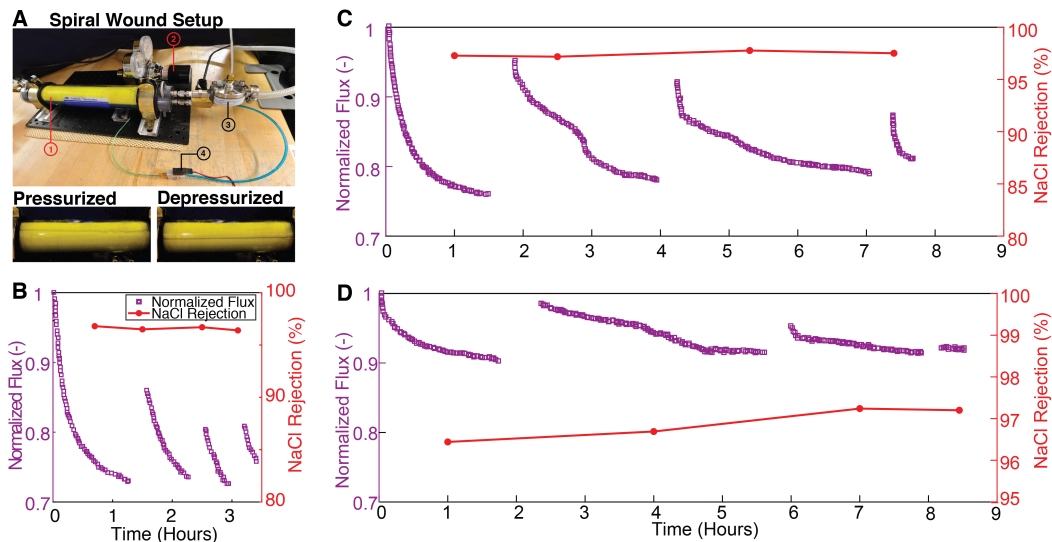 A
Spiral Wound Setup
2
1
3
4
Pressurized
Depressurized
B
1
0.9
0.8
0.7
Normalized Flux (-)
Normalized Flux
NaCl Rejection
100
90
80
NaCl Rejection (%)
0 1 2 3
Time (Hours)
C
1
0.9
0.8
0.7
Normalized Flux (-)
100
95
90
85
80
NaCl Rejection (%)
0 1 2 3 4 5 6 7 8 9
D
1
0.9
0.8
0.7
Normalized Flux (-)
100
99
98
97
96
95
NaCl Rejection (%)
0 1 2 3 4 5 6 7 8 9
Time (Hours)